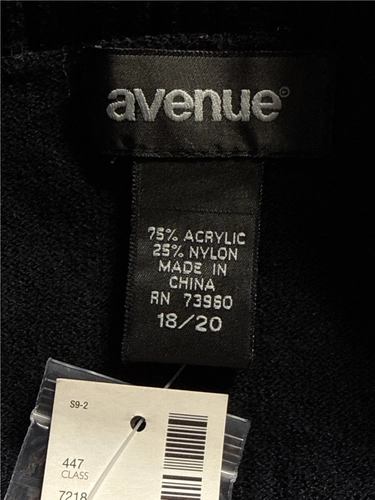 avenue®
75% ACRYLIC
25% NYLON
MADE IN
CHINA
RN 73960
18/20
S9-2
447
CLASS
7218